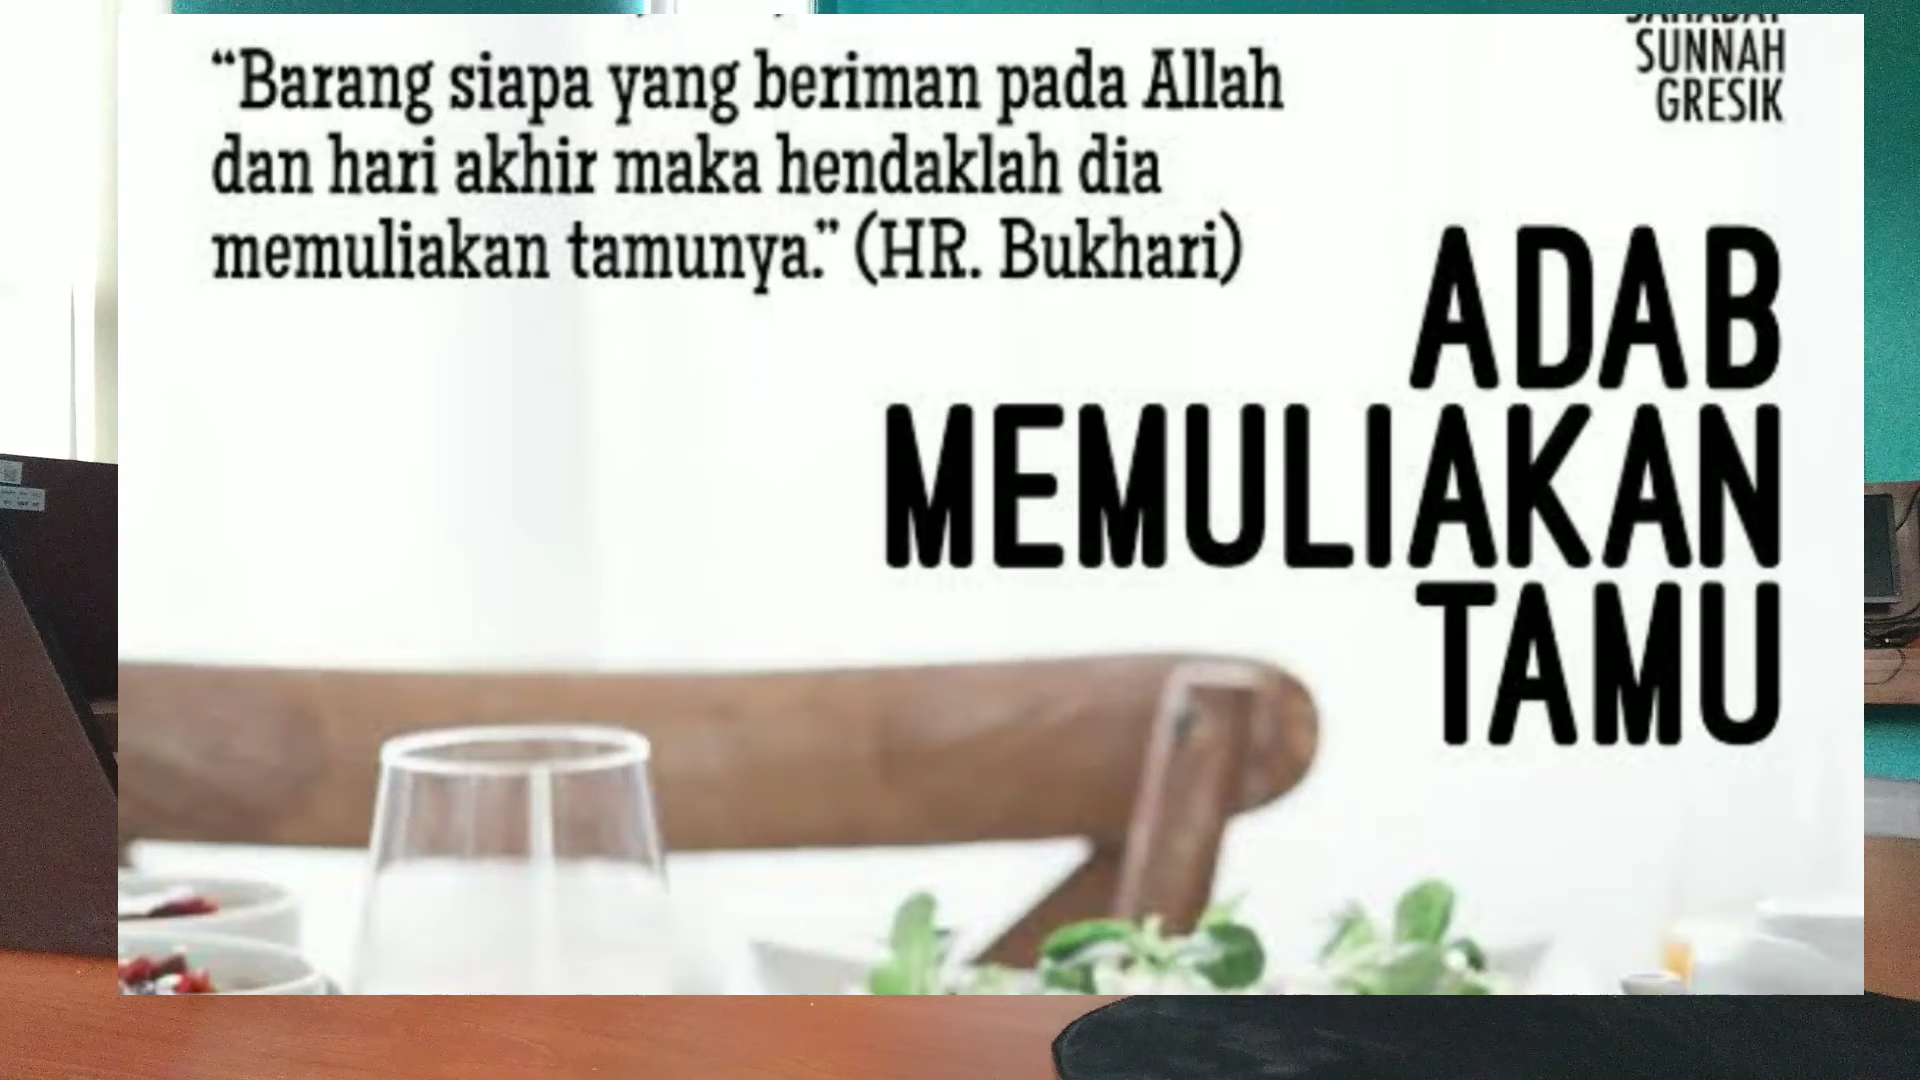 “Barang siapa yang beriman pada Allah
dan hari akhir maka hendaklah dia
memuliakan tamunya.” (HR. Bukhari)
SAHABAT
SUNNAH
GRESIK
ADAB
MEMULIAKAN
TAMU